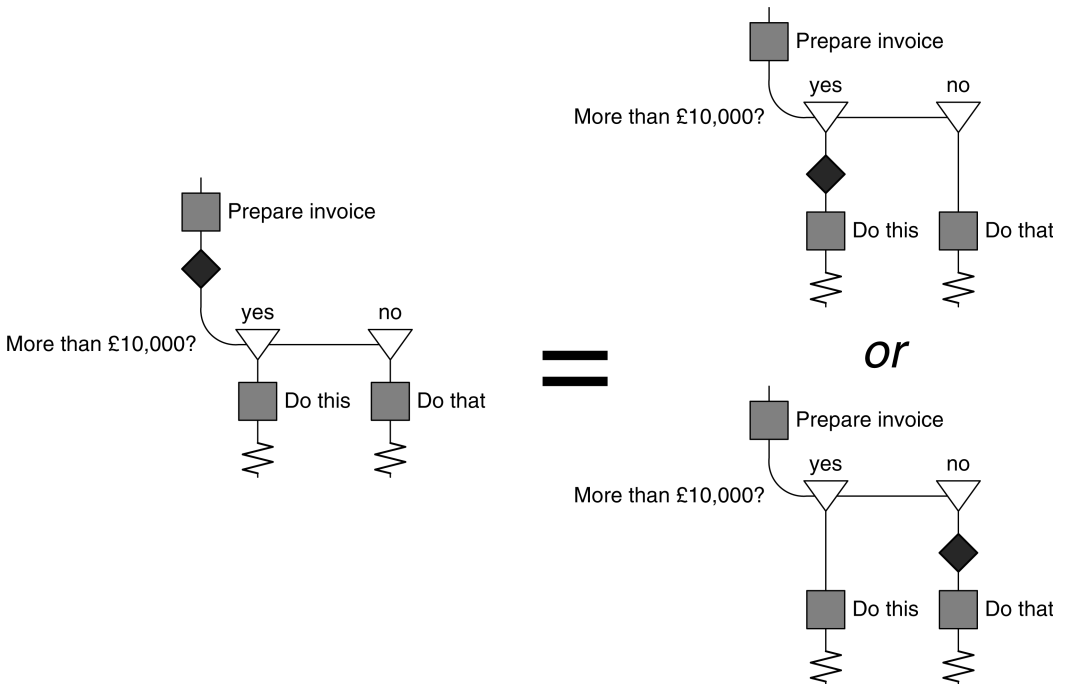 Prepare invoice
yes
no
More than £10,000?
Do this
Do that
=
Prepare invoice
yes
no
More than £10,000?
Do this
Do that
or
Prepare invoice
yes
no
More than £10,000?
Do this
Do that